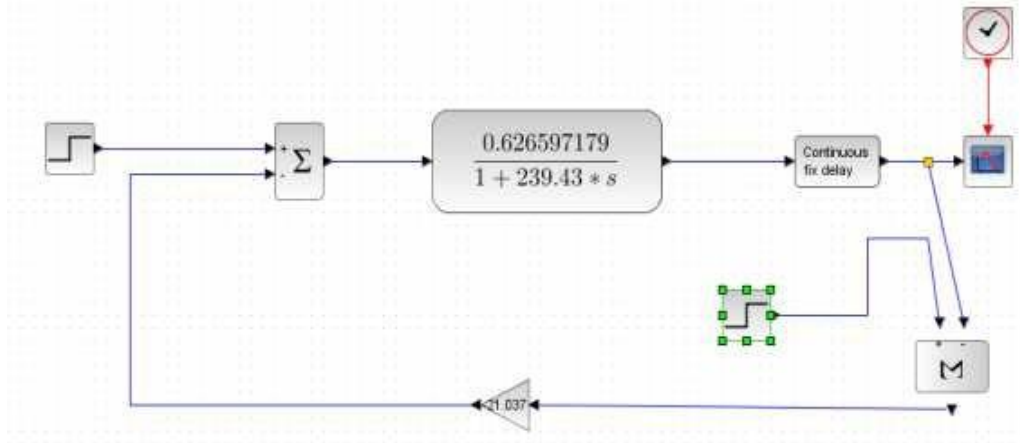 +
-
Σ
0.626597179
1 + 239.43 * s
Continuous
fix delay
+ -
Σ
-21.037